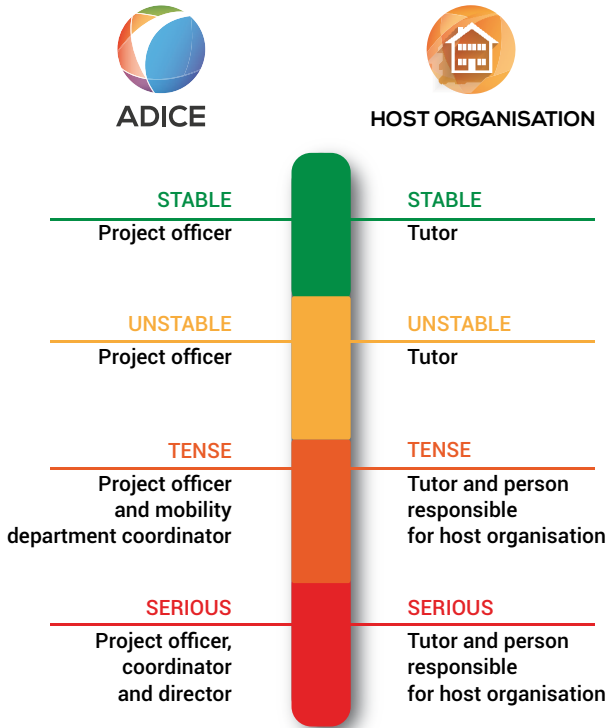 ADICE
HOST ORGANISATION
STABLE
Project officer
STABLE
Tutor
UNSTABLE
Project officer
UNSTABLE
Tutor
TENSE
Project officer
and mobility
department coordinator
TENSE
Tutor and person
responsible
for host organisation
SERIOUS
Project officer,
coordinator
and director
SERIOUS
Tutor and person
responsible
for host organisation